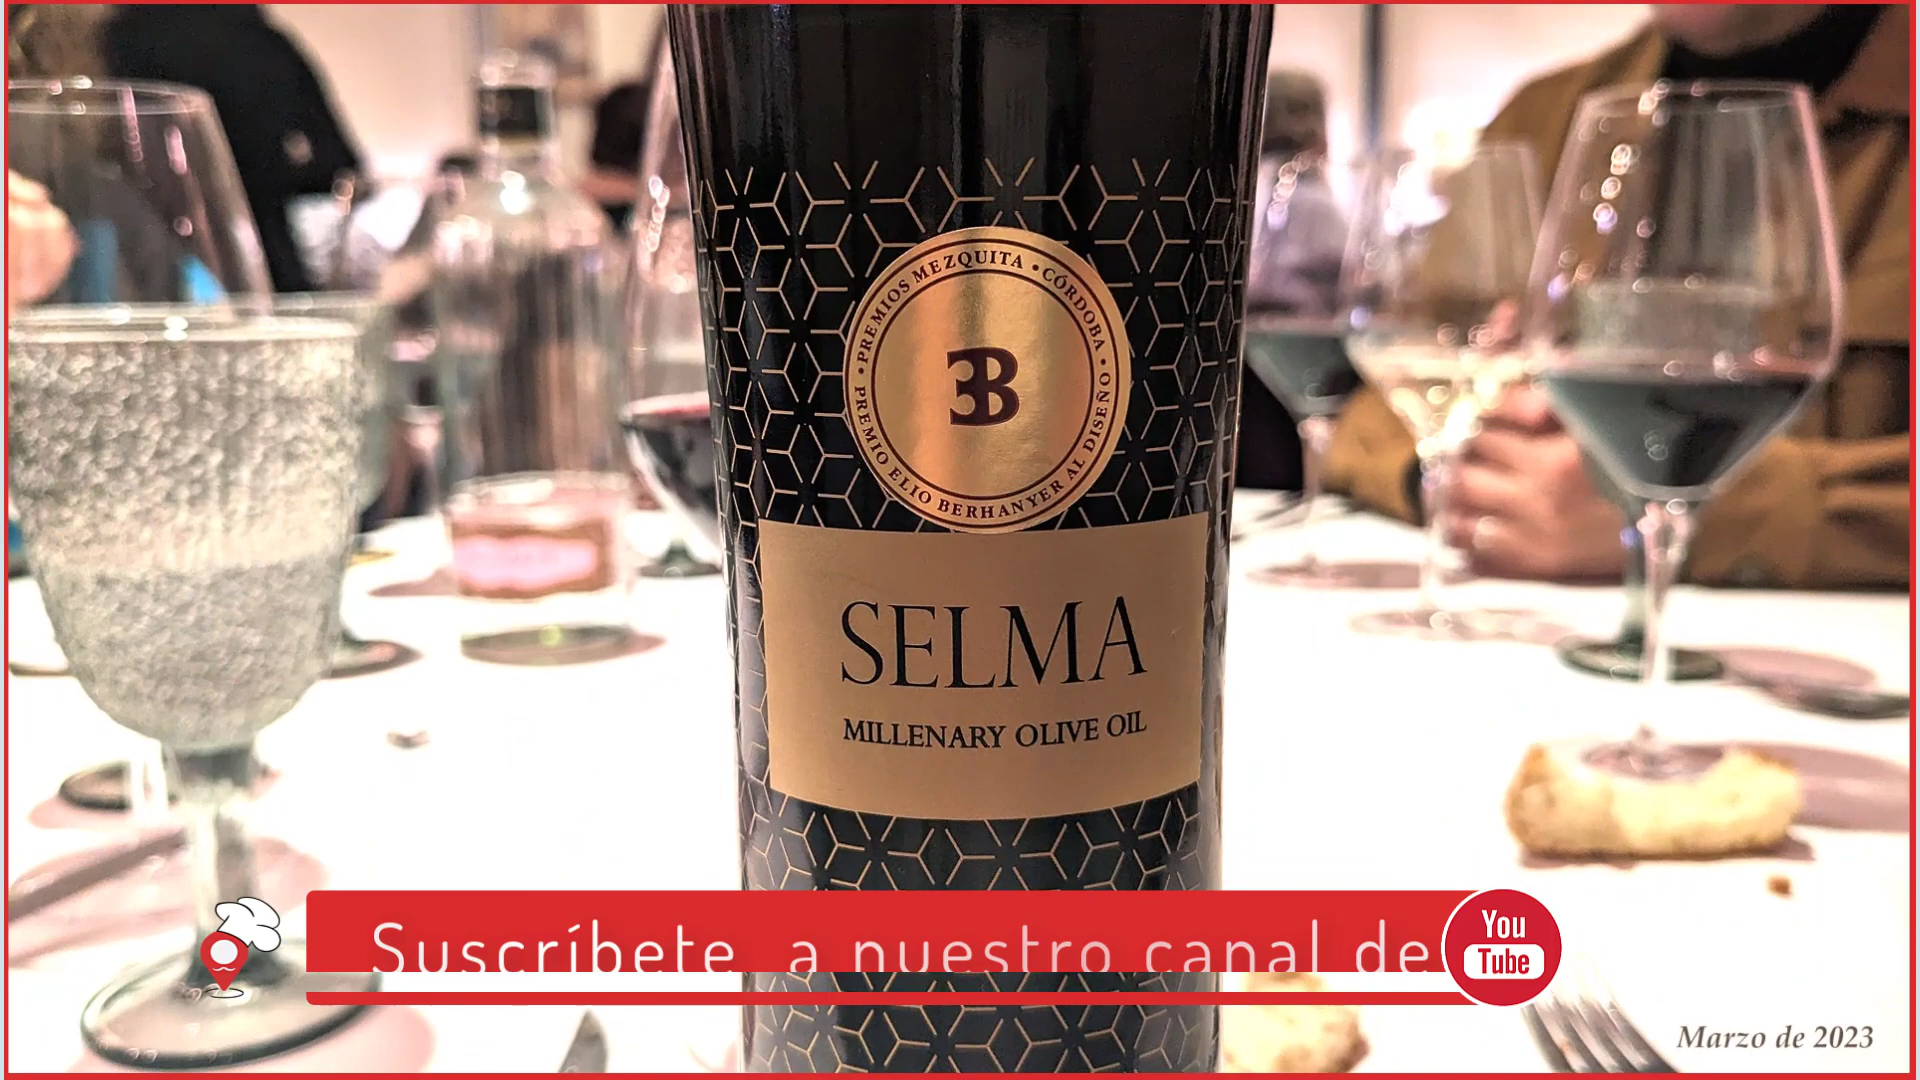 • PREMIOS MEZQUITA • CÓRDOBA •
PREMIO ELIO BERHANYER AL DISEÑO
3B
SELMA
MILLENARY OLIVE OIL
Suscríbete a nuestro canal de
You
Tube
Marzo de 2023